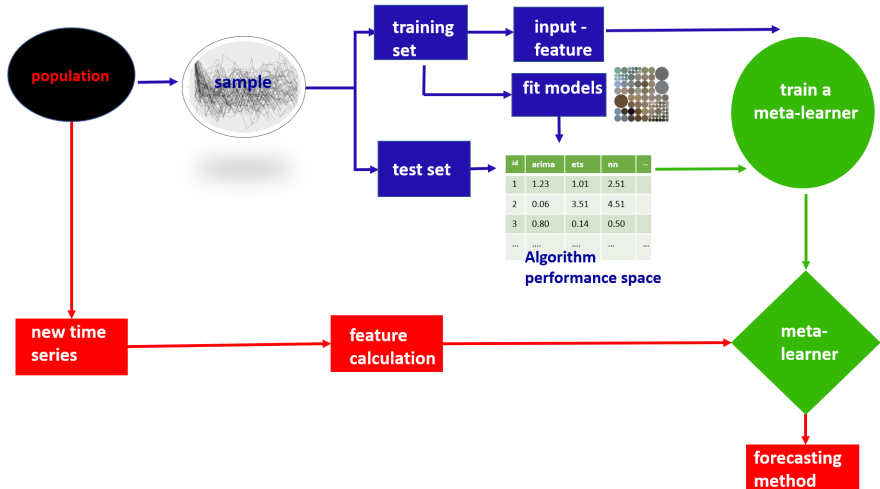 population
sample
training
set
input -
feature
fit models
train a
meta-learner
test set
id arima ets nn ...
1 1.23 1.01 2.51
2 0.06 3.51 4.51
3 0.80 0.14 0.50
... .... ... ... ...
Algorithm
performance space
new time
series
feature
calculation
meta-
learner
forecasting
method